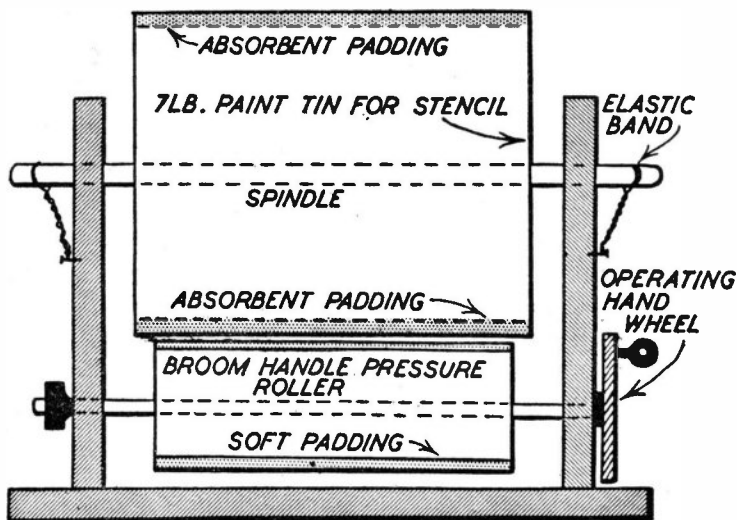 ABSORBENT PADDING
7LB. PAINT TIN FOR STENCIL
ELASTIC
BAND
SPINDLE
ABSORBENT PADDING
OPERATING
HAND
WHEEL
BROOM HANDLE PRESSURE
ROLLER
SOFT PADDING